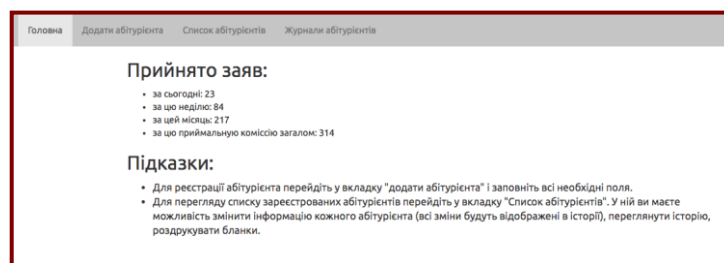 Головна Додати абітурієнта Список абітурієнтів Журнали абітурієнтів
Прийнято заяв:
• за сьогодні: 23
• за цю неділю: 84
• за цей місяць: 217
• за цю приймальную коміссію загалом: 314
Підказки:
• Для реєстрації абітурієнта перейдіть у вкладку "додати абітурієнта" і заповніть всі необхідні поля.
• Для перегляду списку зареєстрованих абітурієнтів перейдіть у вкладку "Список абітурієнтів". У ній ви маєте
можливість змінити інформацію кожного абітурієнта (всі зміни будуть відображені в історії), переглянути історію,
роздрукувати бланки.